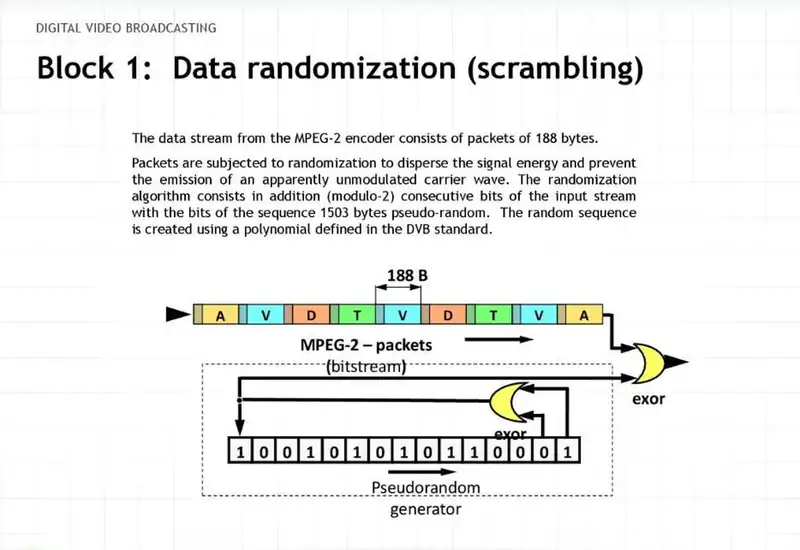 DIGITAL VIDEO BROADCASTING
Block 1: Data randomization (scrambling)
The data stream from the MPEG-2 encoder consists of packets of 188 bytes.
Packets are subjected to randomization to disperse the signal energy and prevent
the emission of an apparently unmodulated carrier wave. The randomization
algorithm consists in addition (modulo-2) consecutive bits of the input stream
with the bits of the sequence 1503 bytes pseudo-random. The random sequence
is created using a polynomial defined in the DVB standard.
188 B
A V D T V D T V A
MPEG-2 – packets
(bitstream)
exor
exor
1 0 0 1 0 1 0 1 0 1 1 0 0 0 1
Pseudorandom
generator